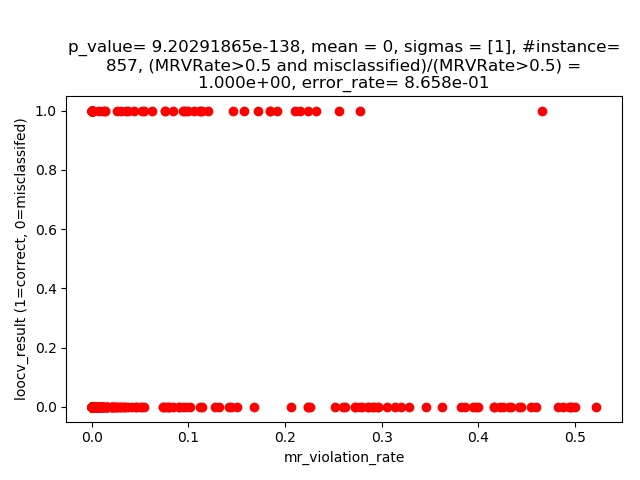 p_value= 9.20291865e-138, mean = 0, sigmas = [1], #instance=
857, (MRVRate>0.5 and misclassified)/(MRVRate>0.5) =
1.000e+00, error_rate= 8.658e-01
1.0
0.8
0.6
0.4
0.2
0.0
loocv_result (1=correct, 0=misclassifed)
0.0 0.1 0.2 0.3 0.4 0.5
mr_violation_rate